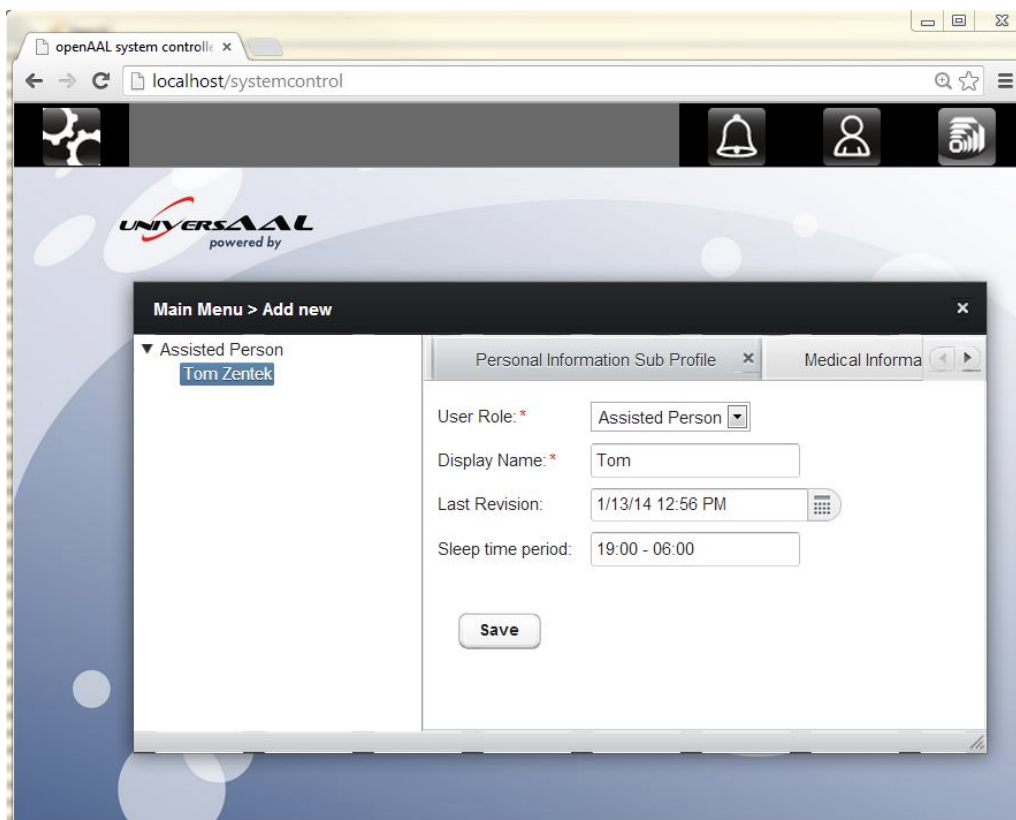 openAAL system controlle
localhost/systemcontrol
UNIVERSAAL
powered by
Main Menu > Add new
Assisted Person
Tom Zentek
Personal Information Sub Profile
Medical Informa
User Role: *
Assisted Person
Display Name: *
Tom
Last Revision:
1/13/14 12:56 PM
Sleep time period:
19:00 - 06:00
Save